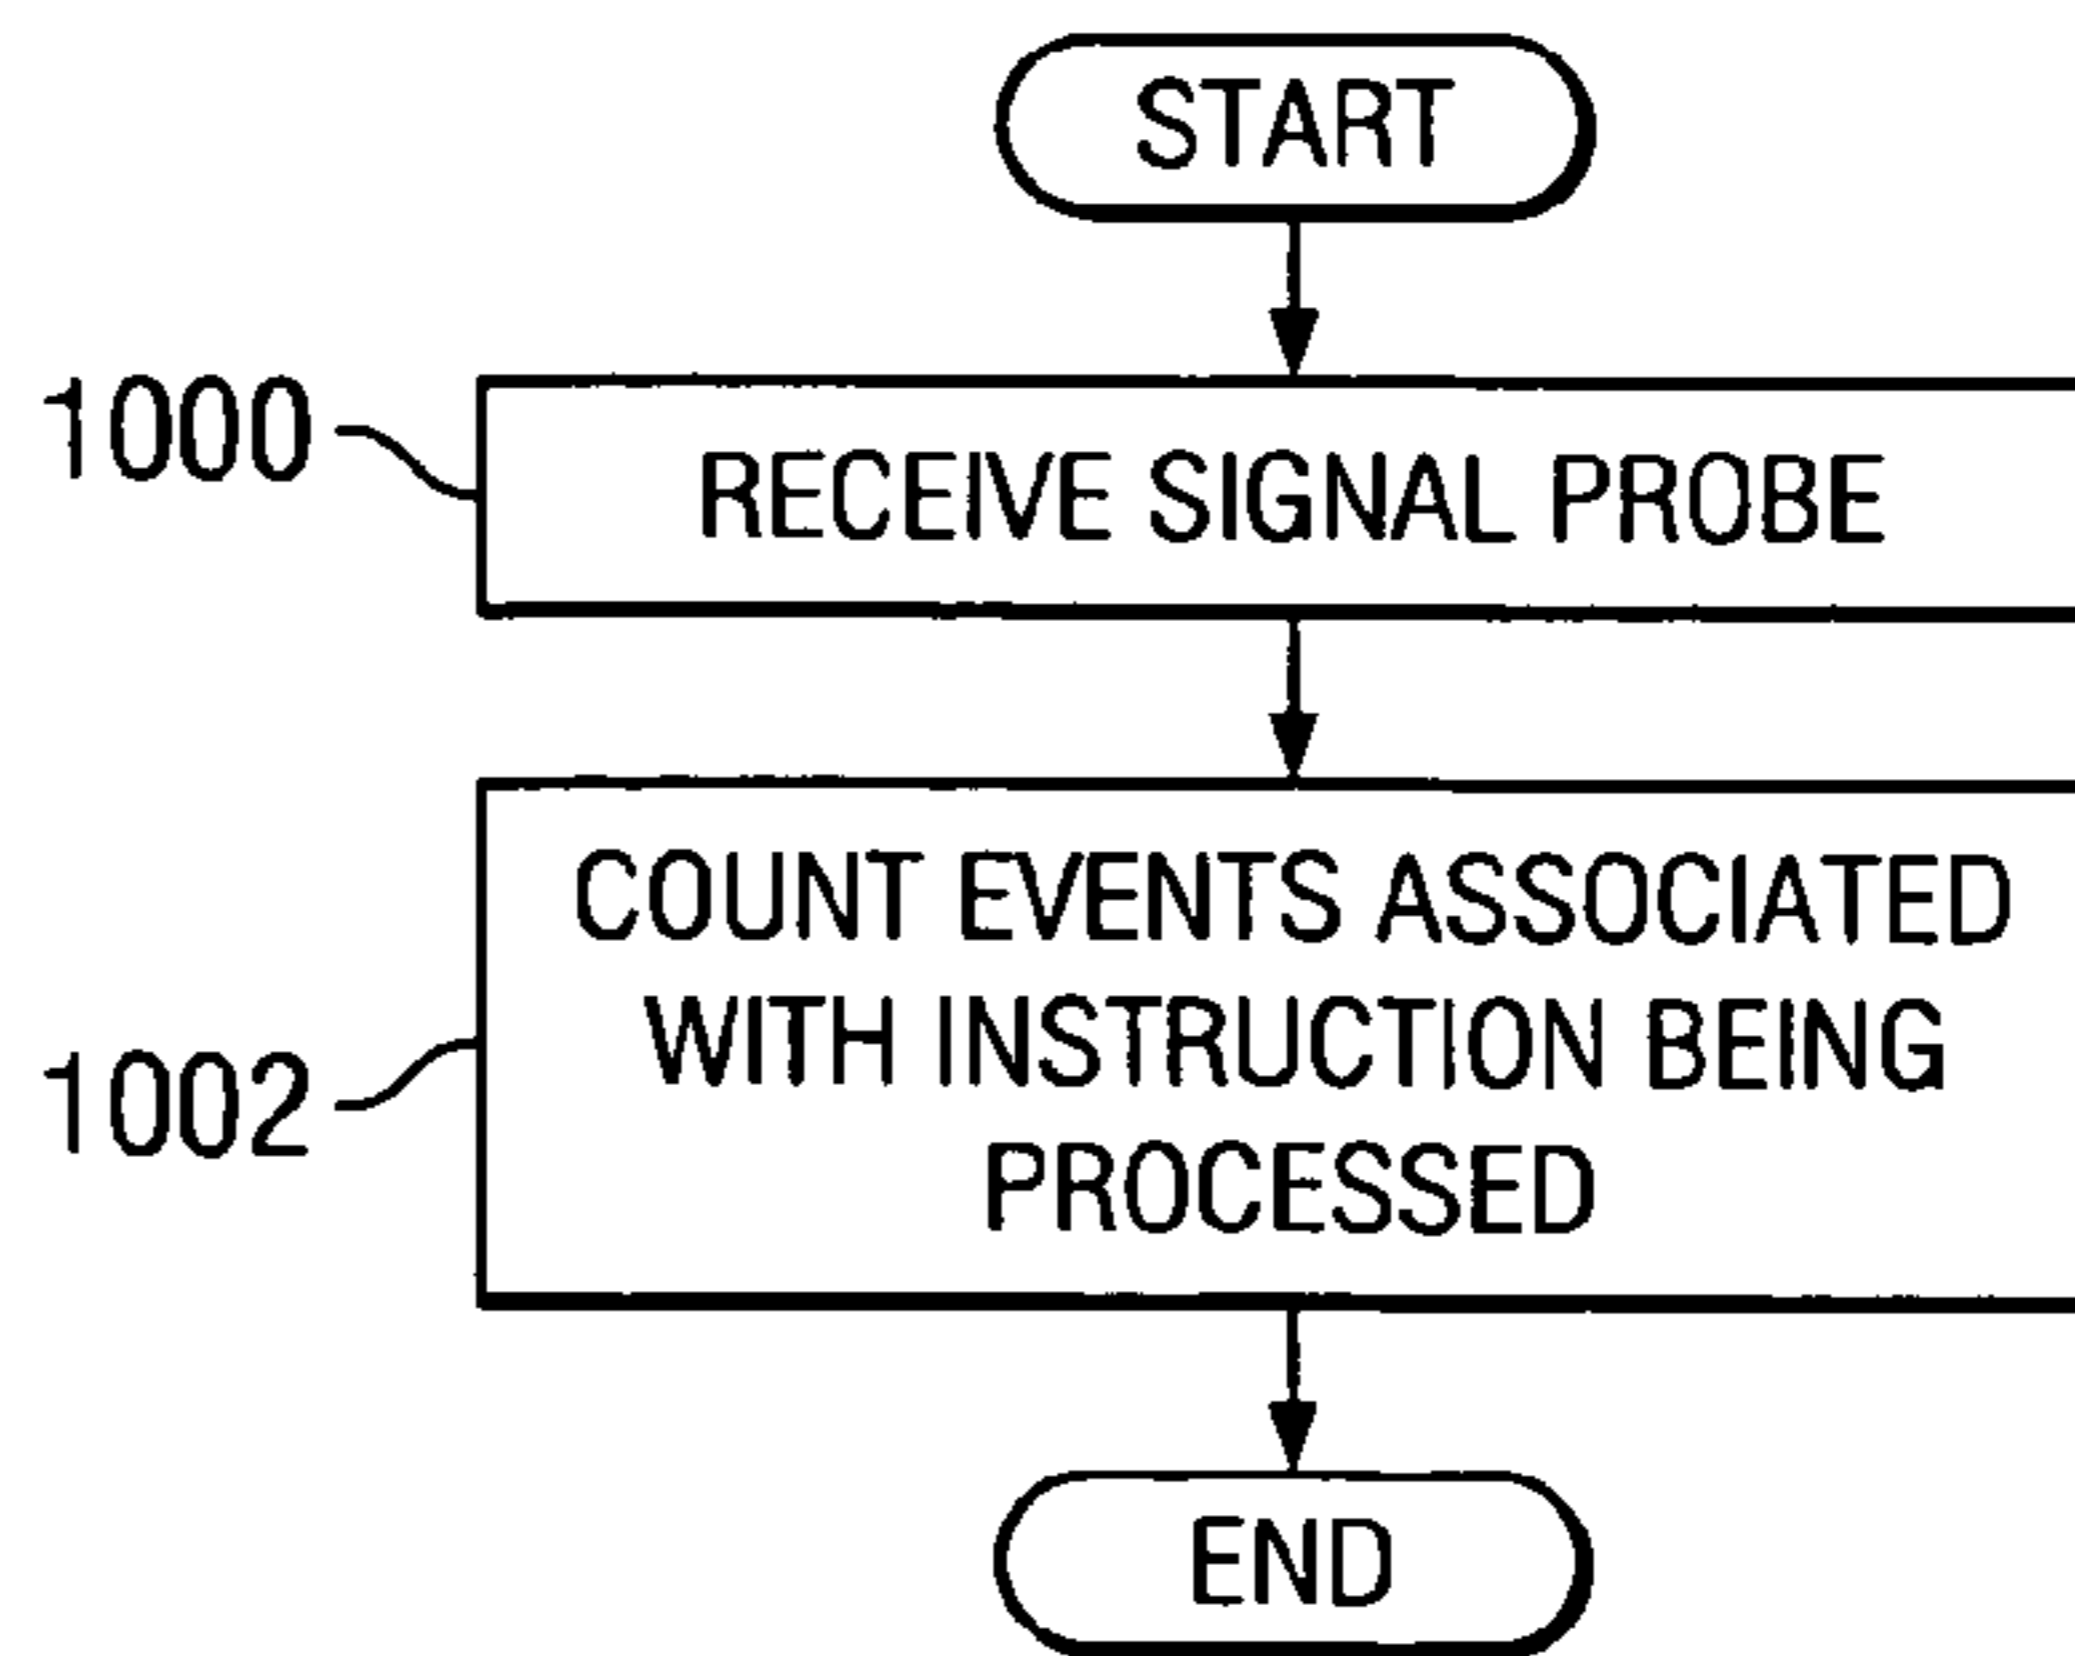 START
1000
RECEIVE SIGNAL PROBE
COUNT EVENTS ASSOCIATED
WITH INSTRUCTION BEING
1002
PROCESSED
END